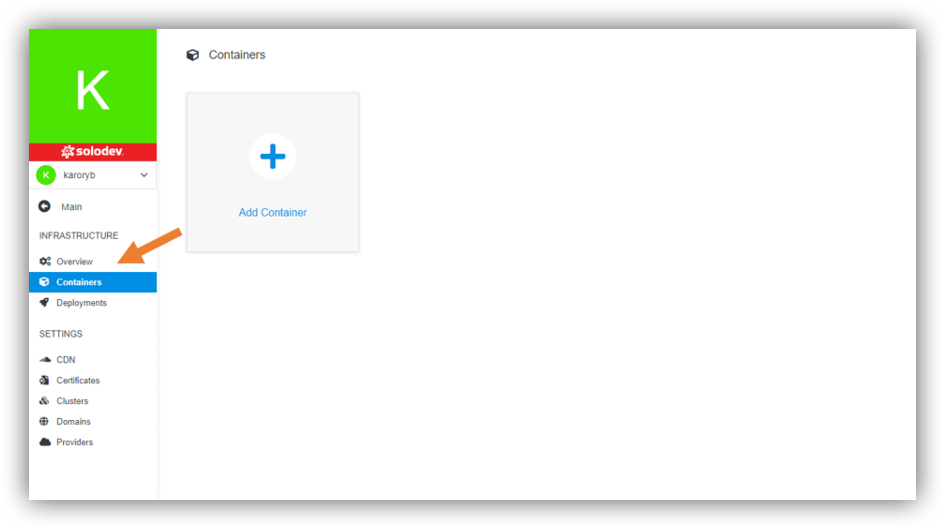 K
solodev
K karoryb
Main
INFRASTRUCTURE
Overview
Containers
Deployments
SETTINGS
CDN
Certificates
Clusters
Domains
Providers
Containers
Add Container